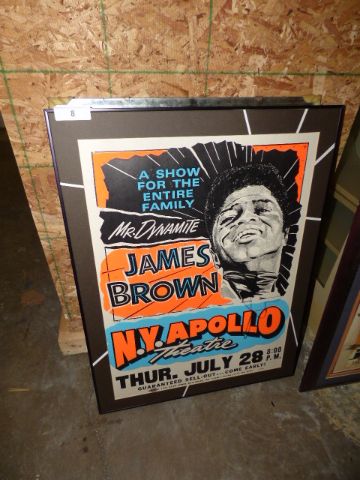 8
A SHOW
FOR THE
ENTIRE
FAMILY
MR. DYNAMITE
JAMES
BROWN
N.Y. APOLLO
Theatre
THUR. JULY 28 8:00 P.M.
GUARANTEED SELL-OUT... COME EARLY!